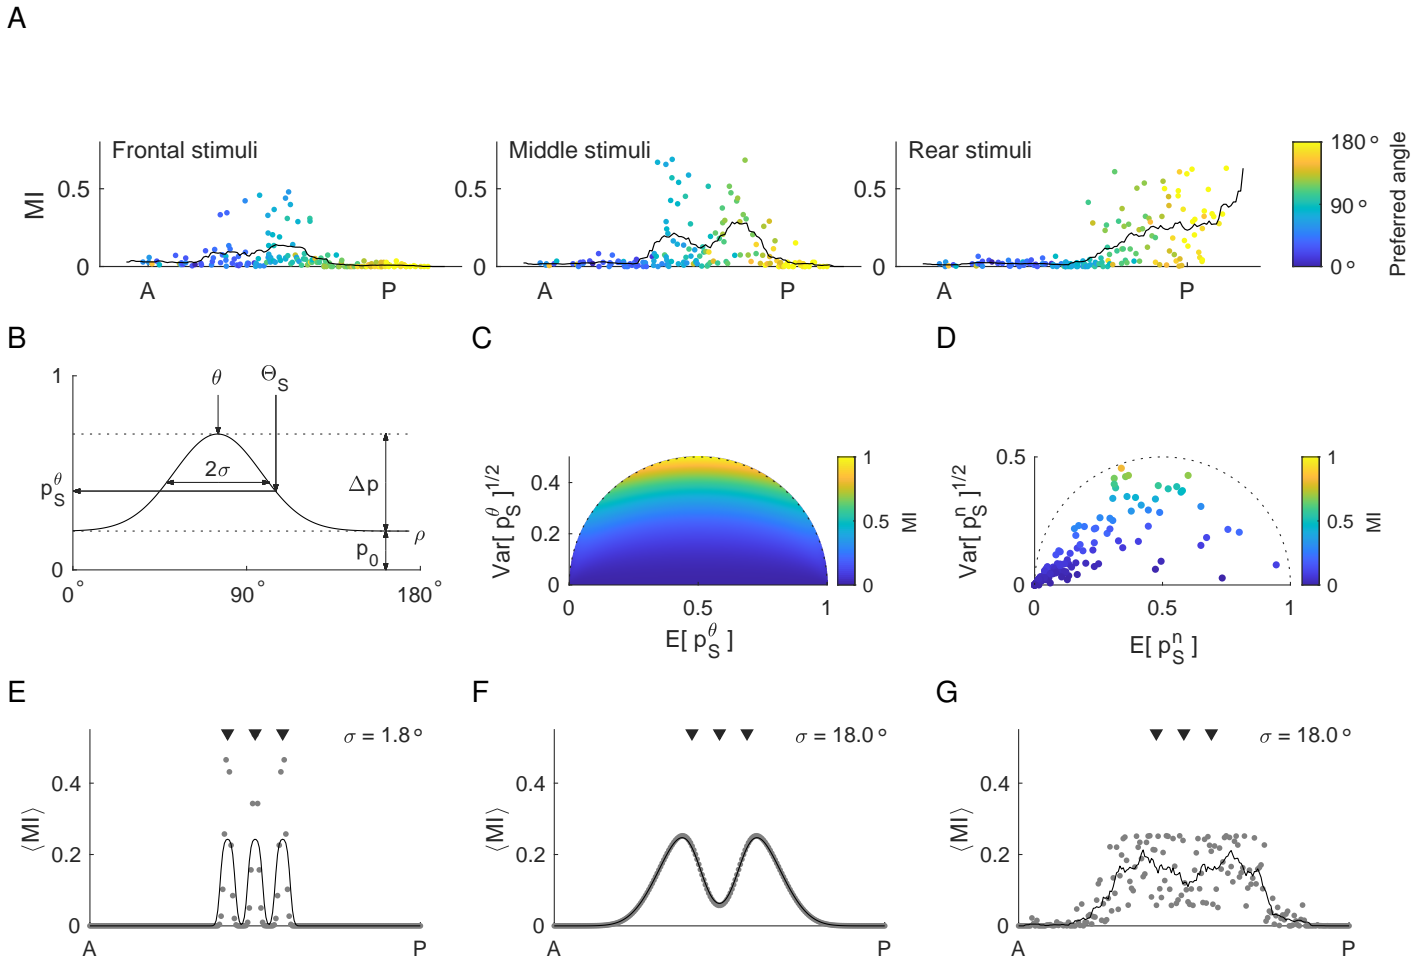 A
Frontal stimuli
Middle stimuli
Rear stimuli
MI
0.5
0
A
P
0.5
0
A
P
0.5
0
A
P
180°
90°
0°
Preferred angle
B
C
D
1
0
θ
Θ_S
2σ
Δp
p_S^θ
p_0
ρ
0
90°
180°
Var[ p_S^θ ]^1/2
0.4
0.2
0
0
0.5
1
E[ p_S^θ ]
1
0.5
0
MI
Var[ p_S^n ]^1/2
0.5
0
0
0.5
1
E[ p_S^n ]
1
0.5
0
MI
E
F
G
σ = 1.8°
⟨MI⟩
0.4
0.2
0
A
P
σ = 18.0°
⟨MI⟩
0.4
0.2
0
A
P
σ = 18.0°
⟨MI⟩
0.4
0.2
0
A
P